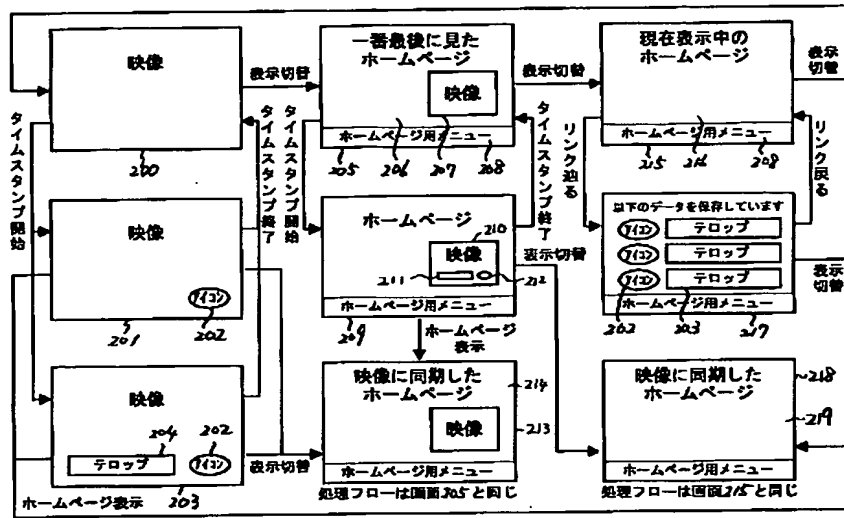 映像
200
タイムスタンプ開始
タイムスタンプ終了
映像
アイコン
202
201
映像
204
202
テロップ
アイコン
ホームページ表示
203
表示切替
表示切替
一番最後に見た
ホームページ
映像
ホームページ用メニュー
205
206
207
208
タイムスタンプ開始
タイムスタンプ終了
ホームページ
210
映像
211
212
ホームページ用メニュー
209
ホームページ
表示
表示切替
表示切替
映像に同期した
ホームページ
214
映像
213
ホームページ用メニュー
処理フローは画面205と同じ
現在表示中の
ホームページ
ホームページ用メニュー
215
216
208
表示
切替
リンク辿る
リンク戻る
以下のデータを保存しています
アイコン テロップ
アイコン テロップ
アイコン テロップ
ホームページ用メニュー
202
203
217
表示
切替
映像に同期した
ホームページ
218
219
ホームページ用メニュー
処理フローは画面215と同じ